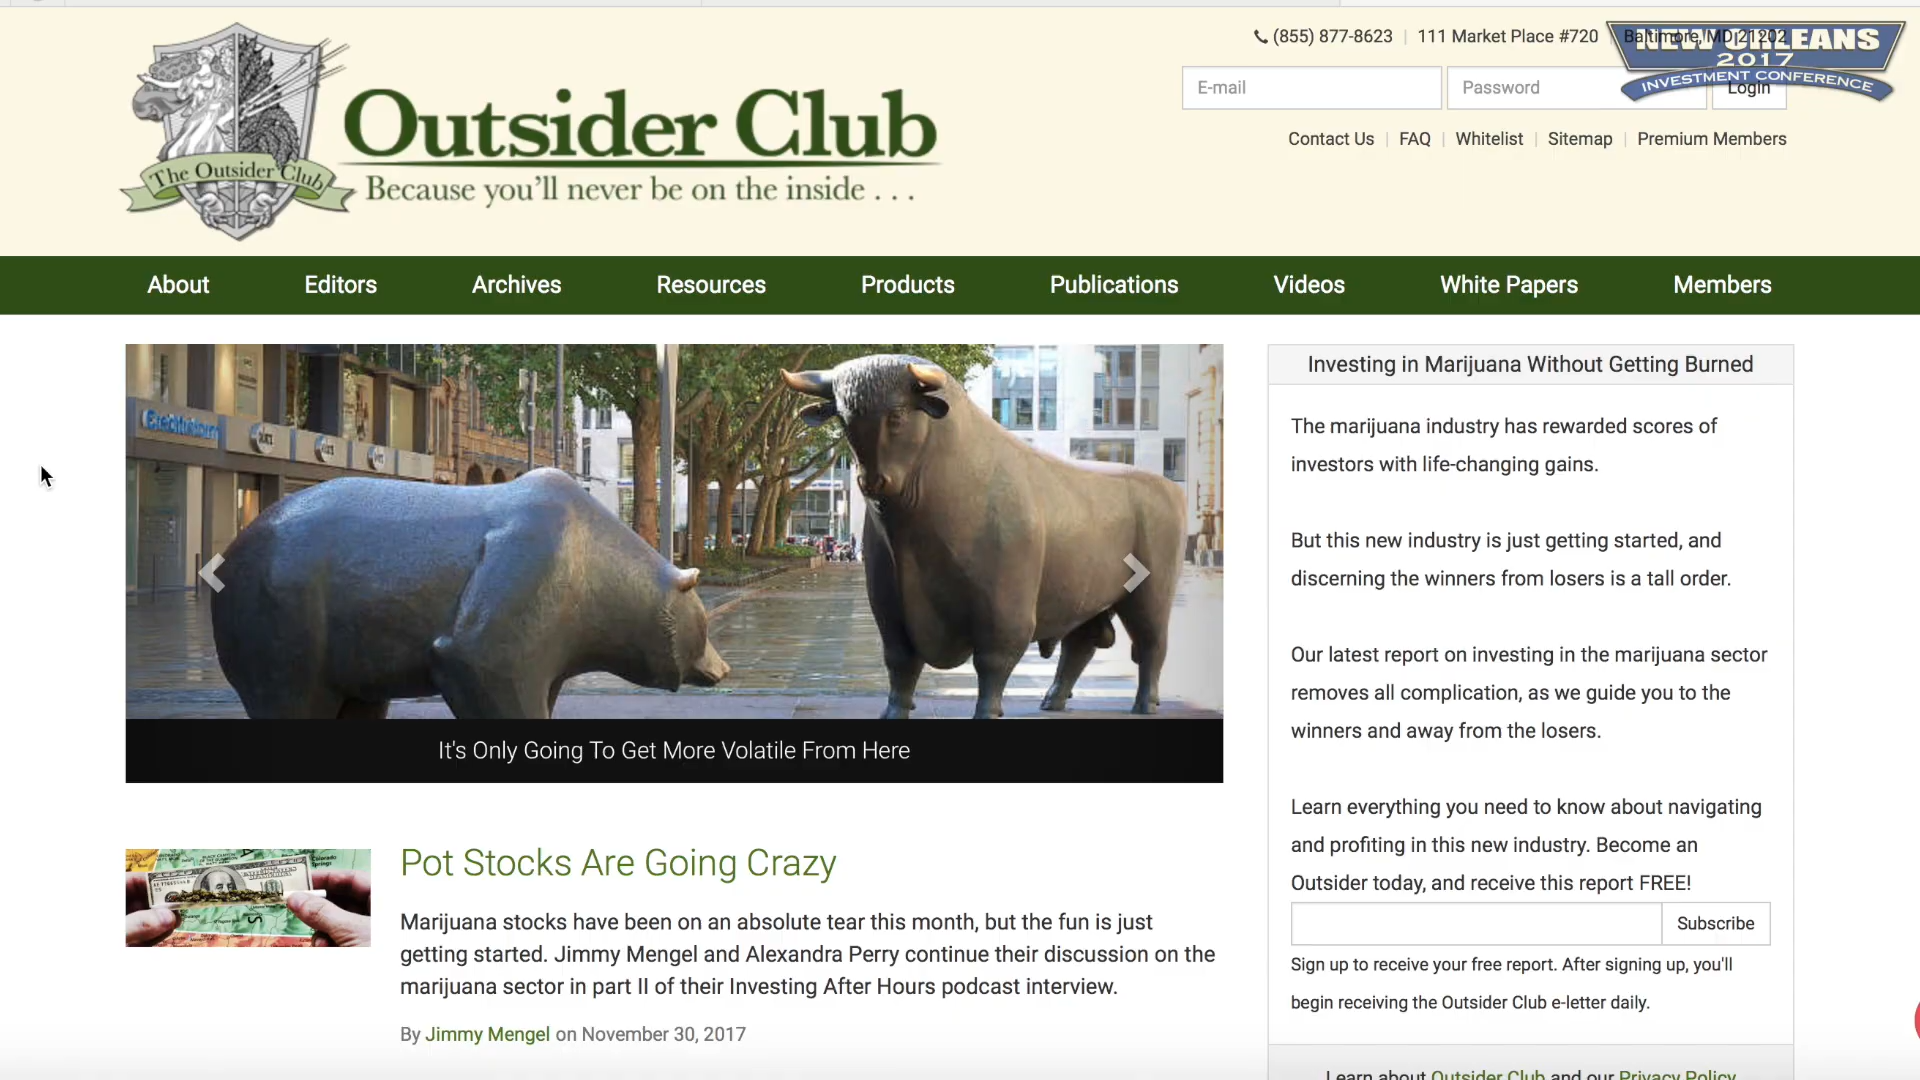 (855) 877-8623 | 111 Market Place #720 | Baltimore, MD 21202
NEW ORLEANS
2017
INVESTMENT CONFERENCE
E-mail
Password
Login
Contact Us | FAQ | Whitelist | Sitemap | Premium Members
The Outsider Club
Outsider Club
Because you'll never be on the inside . . .
About
Editors
Archives
Resources
Products
Publications
Videos
White Papers
Members
It's Only Going To Get More Volatile From Here
Pot Stocks Are Going Crazy
Marijuana stocks have been on an absolute tear this month, but the fun is just
getting started. Jimmy Mengel and Alexandra Perry continue their discussion on the
marijuana sector in part II of their Investing After Hours podcast interview.
By Jimmy Mengel on November 30, 2017
Investing in Marijuana Without Getting Burned
The marijuana industry has rewarded scores of
investors with life-changing gains.
But this new industry is just getting started, and
discerning the winners from losers is a tall order.
Our latest report on investing in the marijuana sector
removes all complication, as we guide you to the
winners and away from the losers.
Learn everything you need to know about navigating
and profiting in this new industry. Become an
Outsider today, and receive this report FREE!
Subscribe
Sign up to receive your free report. After signing up, you'll
begin receiving the Outsider Club e-letter daily.
Learn about Outsider Club and our Privacy Policy